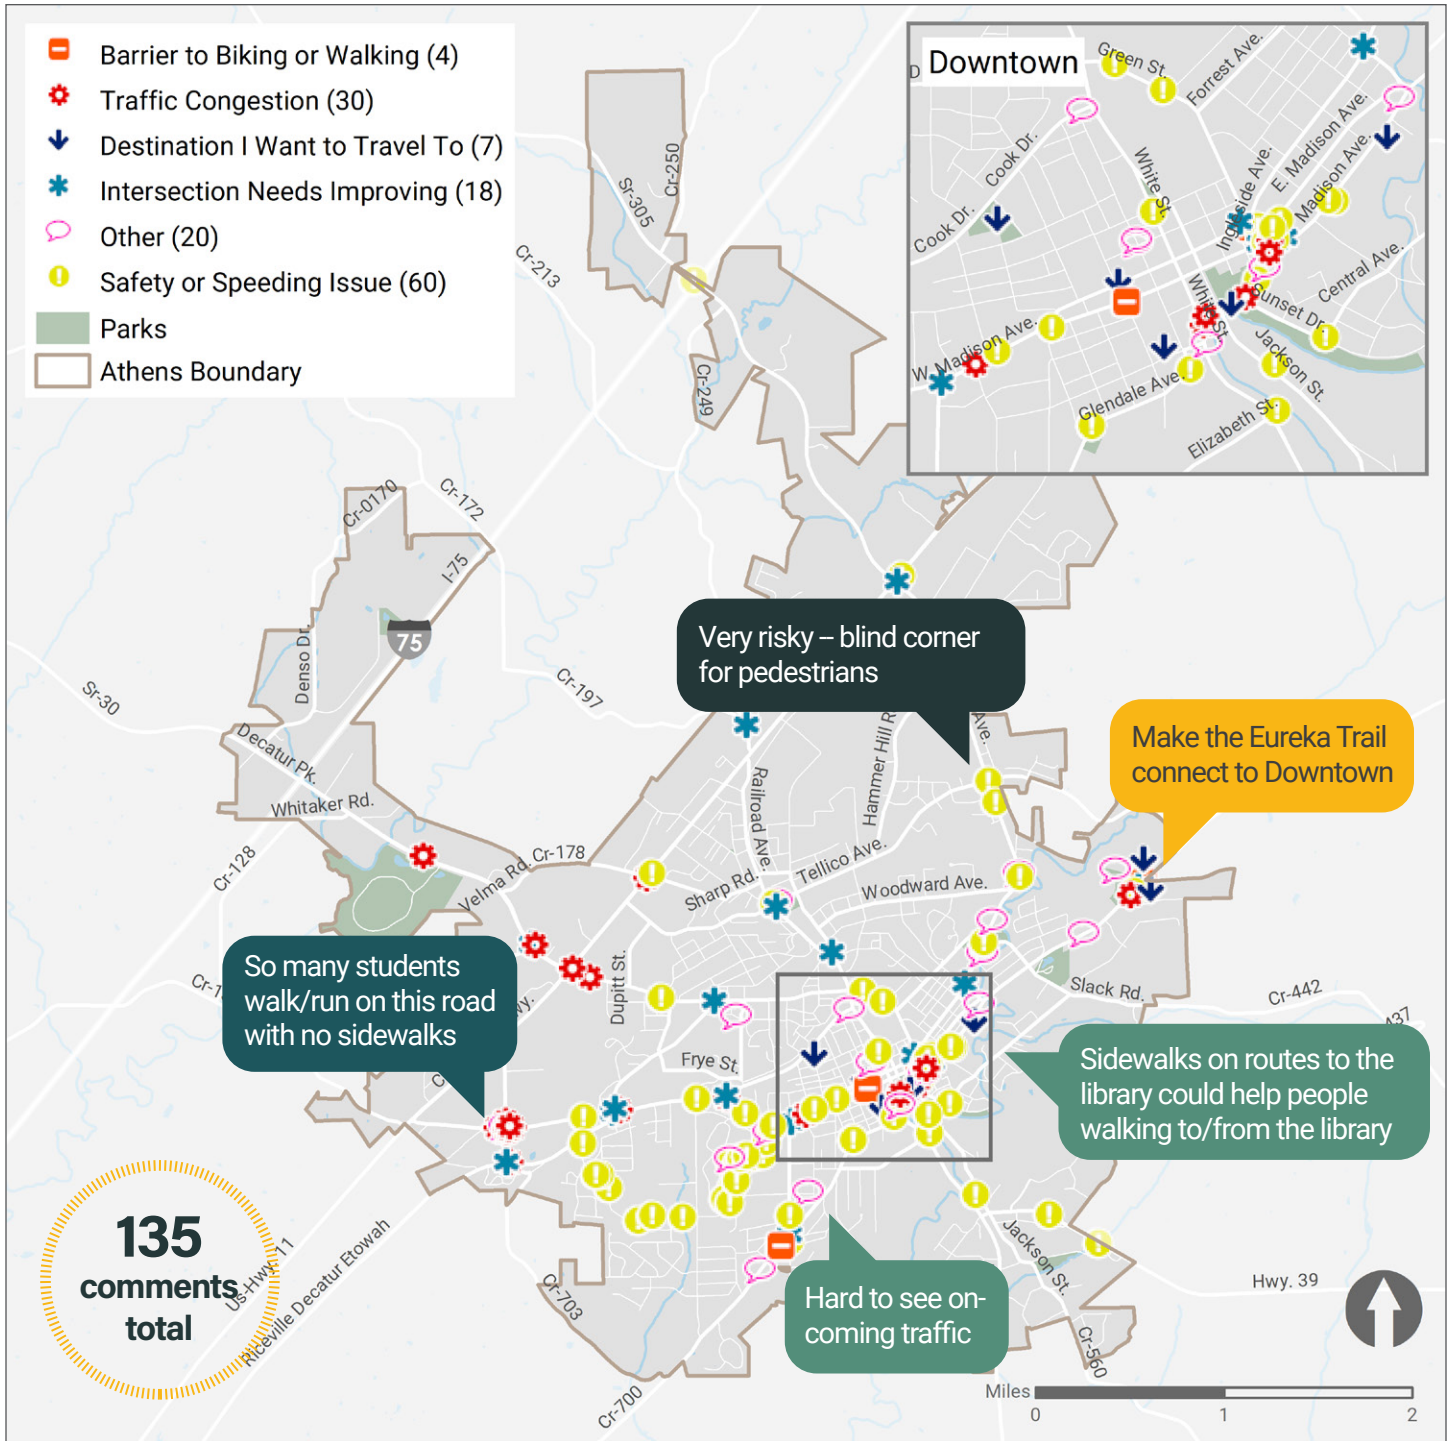 Barrier to Biking or Walking (4)
Traffic Congestion (30)
Destination I Want to Travel To (7)
Intersection Needs Improving (18)
Other (20)
Safety or Speeding Issue (60)
Parks
Athens Boundary
Downtown
D
Green St.
Forrest Ave.
Cook Dr.
Cook Dr.
White St.
Ingleside Ave.
E. Madison Ave.
Madison Ave.
Central Ave.
Sunset Dr.
White St.
Jackson St.
W. Madison Ave.
Glendale Ave.
Elizabeth St.
Sr-305
Cr-250
Cr-213
Cr-249
Cr-0170
Cr-172
I-75
75
Denso Dr.
Cr-197
Sr-30
Decatur Pk.
Whitaker Rd.
Cr-128
Velma Rd.
Cr-178
Railroad Ave.
Hammer Hill R
Ave.
Sharp Rd.
Tellico Ave.
Woodward Ave.
Very risky – blind corner
for pedestrians
Make the Eureka Trail
connect to Downtown
So many students
walk/run on this road
with no sidewalks
Cr-1
wy.
C
Dupitt St.
Frye St.
Slack Rd.
Cr-442
437
Sidewalks on routes to the
library could help people
walking to/from the library
Hard to see on-
coming traffic
135
comments
total
Us-Hwy. 11
Riceville Decatur Etowah
Cr-703
Cr-700
Jackson St.
Hwy. 39
Cr-560
Miles
0 1 2